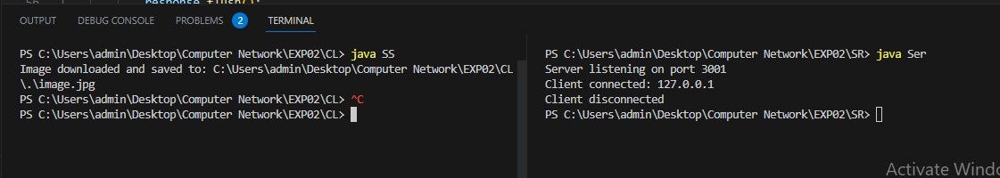 56 response.flush();
OUTPUT DEBUG CONSOLE PROBLEMS 2 TERMINAL
PS C:\Users\admin\Desktop\Computer Network\EXP02\CL> java SS
Image downloaded and saved to: C:\Users\admin\Desktop\Computer Network\EXP02\CL
\.\image.jpg
PS C:\Users\admin\Desktop\Computer Network\EXP02\CL> ^C
PS C:\Users\admin\Desktop\Computer Network\EXP02\CL>
PS C:\Users\admin\Desktop\Computer Network\EXP02\SR> java Ser
Server listening on port 3001
Client connected: 127.0.0.1
Client disconnected
PS C:\Users\admin\Desktop\Computer Network\EXP02\SR>
Activate Windo